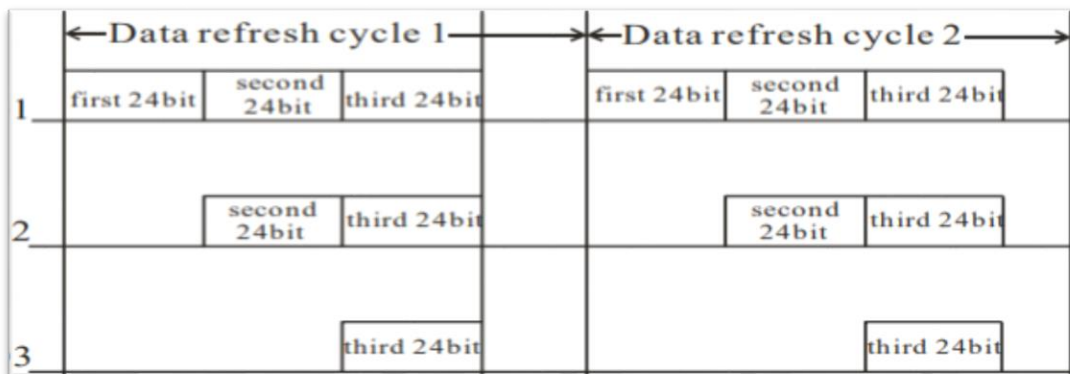 Data refresh cycle 1 Data refresh cycle 2
1 first 24bit second 24bit third 24bit first 24bit second 24bit third 24bit
2 second 24bit third 24bit second 24bit third 24bit
3 third 24bit third 24bit